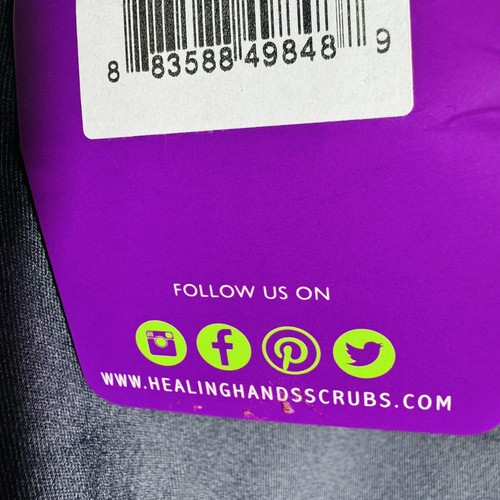 8 83588 49848 9
FOLLOW US ON
WWW.HEALINGHANDSSCRUBS.COM